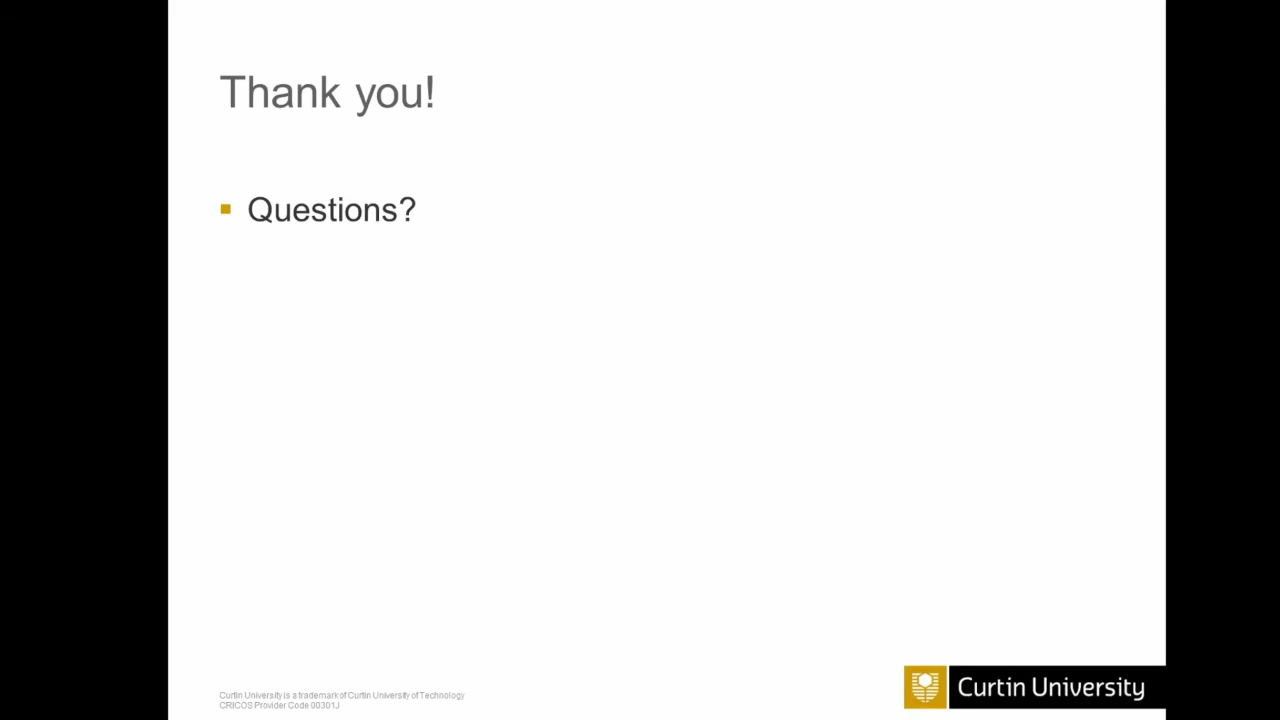 Thank you!
Questions?
Curtin University is a trademark of Curtin University of Technology
CRICOS Provider Code 00301J
Curtin University